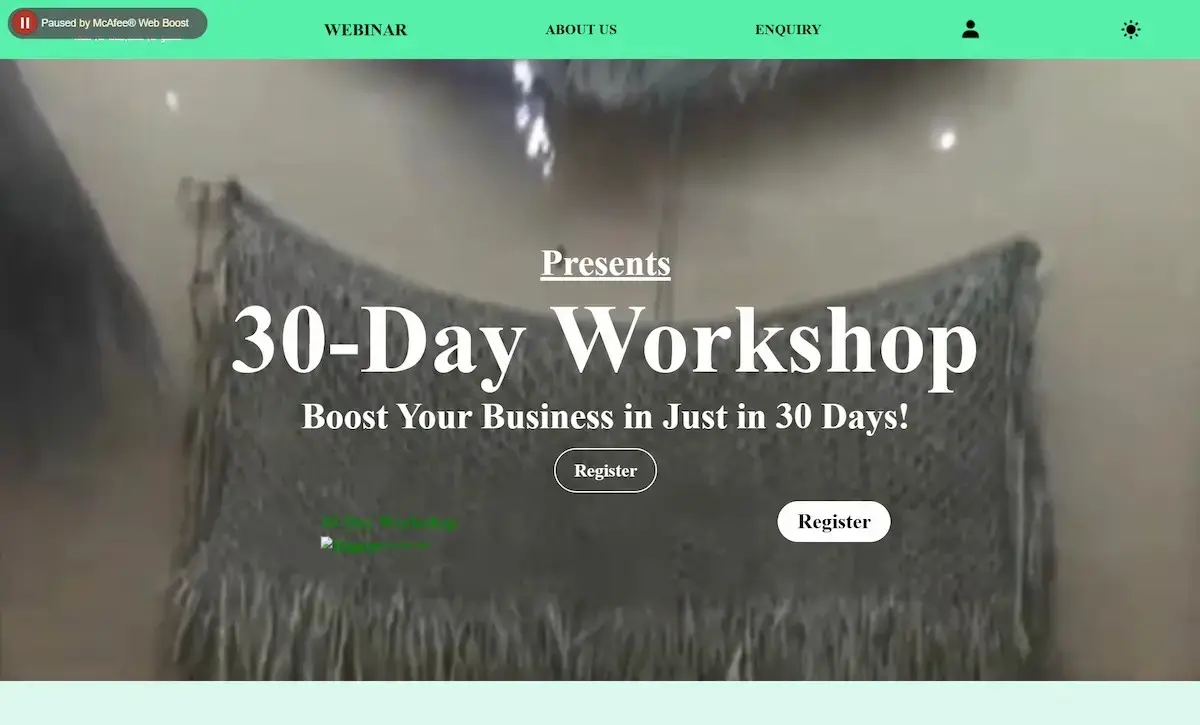 Paused by McAfee® Web Boost
WEBINAR
ABOUT US
ENQUIRY
Presents
30-Day Workshop
Boost Your Business in Just in 30 Days!
Register
30-Day Workshop
Register